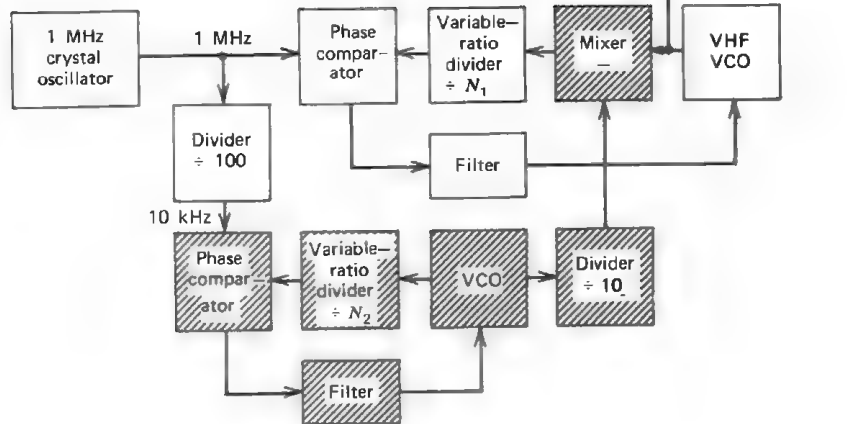 1 MHz
crystal
oscillator
1 MHz
Phase
compar-
ator
Variable-
ratio
divider
÷ N₁
Mixer
−
VHF
VCO
Divider
÷ 100
Filter
10 kHz
Phase
compar-
ator
Variable-
ratio
divider
÷ N₂
VCO
Divider
÷ 10
Filter